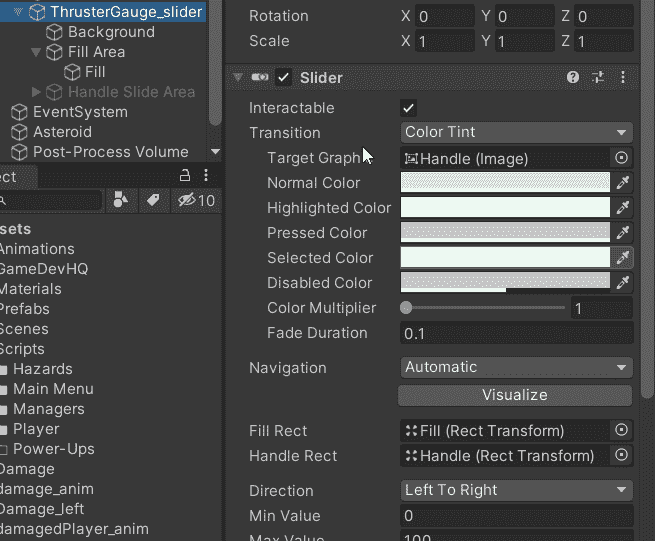 ThrusterGauge_slider
Background
Fill Area
Fill
Handle Slide Area
EventSystem
Asteroid
Post-Process Volume
ect
10
sets
Animations
GameDevHQ
Materials
Prefabs
Scenes
Scripts
Hazards
Main Menu
Managers
Player
Power-Ups
Damage
damage_anim
Damage_left
damagedPlayer_anim
Rotation X 0 Y 0 Z 0
Scale X 1 Y 1 Z 1
Slider
Interactable
Transition Color Tint
Target Graph Handle (Image)
Normal Color
Highlighted Color
Pressed Color
Selected Color
Disabled Color
Color Multiplier 1
Fade Duration 0.1
Navigation Automatic
Visualize
Fill Rect Fill (Rect Transform)
Handle Rect Handle (Rect Transform)
Direction Left To Right
Min Value 0
Max Value 100